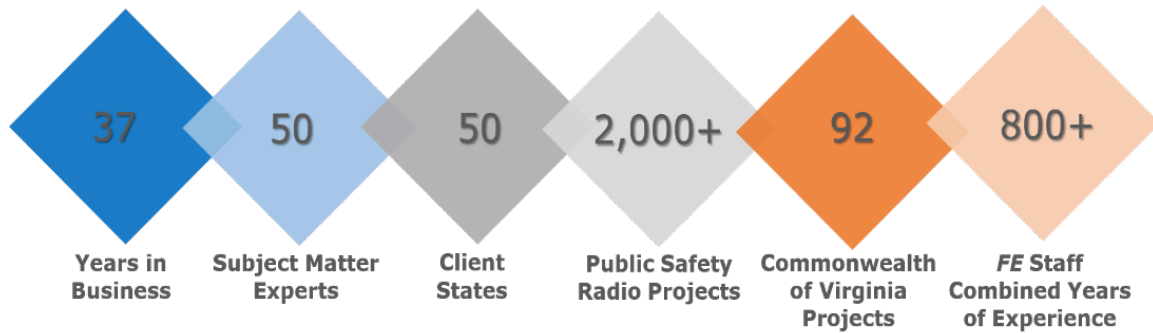 37
50
50
2,000+
92
800+
Years in
Business
Subject Matter
Experts
Client
States
Public Safety
Radio Projects
Commonwealth
of Virginia
Projects
FE Staff
Combined Years
of Experience